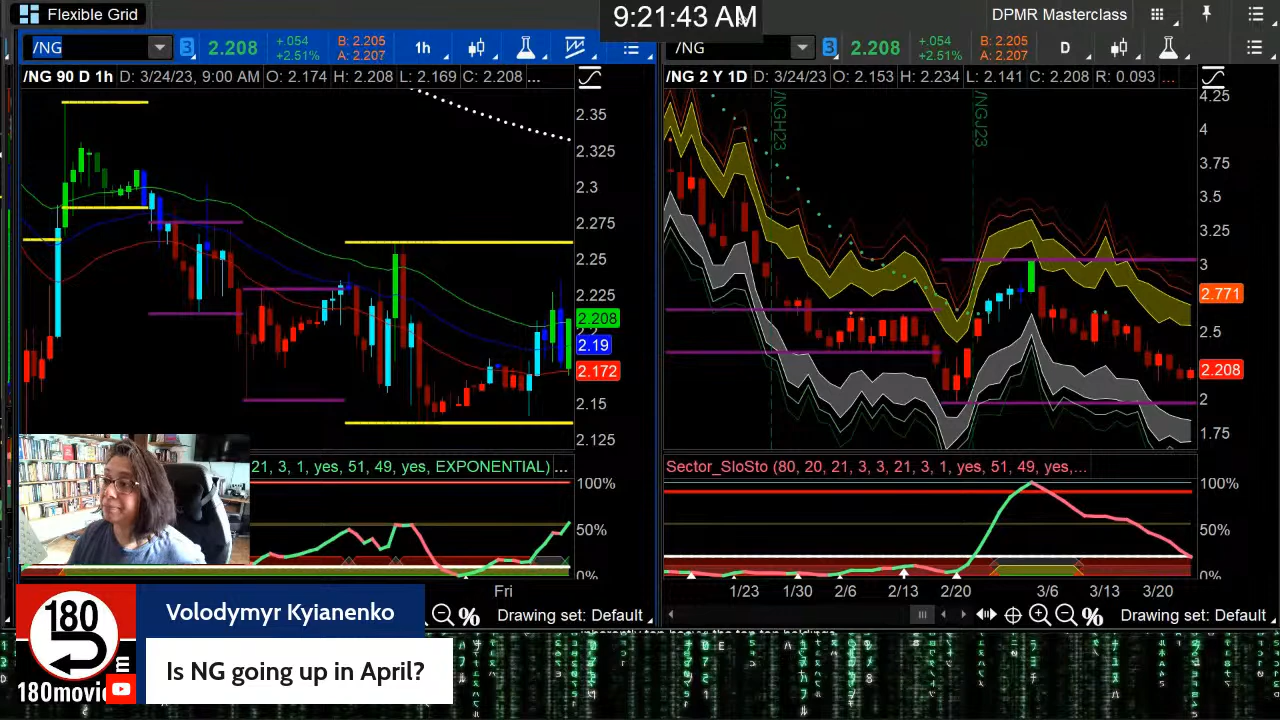 Flexible Grid
9:21:43 AM
DPMR Masterclass
/NG
3
2.208
+.054
+2.51%
B: 2.205
A: 2.207
1h
/NG
3
2.208
+.054
+2.51%
B: 2.205
A: 2.207
D
/NG 90 D 1h
D: 3/24/23, 9:00 AM
O: 2.174
H: 2.208
L: 2.169
C: 2.208
...
/NG 2 Y 1D
D: 3/24/23
O: 2.153
H: 2.234
L: 2.141
C: 2.208
R: 0.093
...
2.35
2.325
2.3
2.275
2.25
2.225
2.208
2.19
2.172
2.15
2.125
/NGH23
/NGJ23
4.25
4
3.75
3.5
3.25
3
2.771
2.5
2.208
2
1.75
21, 3, 1, yes, 51, 49, yes, EXPONENTIAL)...
100%
50%
0%
Fri
Sector_SloSto (80, 20, 21, 3, 3, 21, 3, 1, yes, 51, 49, yes,...
100%
50%
0%
1/23
1/30
2/6
2/13
2/20
3/6
3/13
3/20
%
Drawing set: Default
%
Drawing set: Default
180
180movi
Volodymyr Kyianenko
Is NG going up in April?